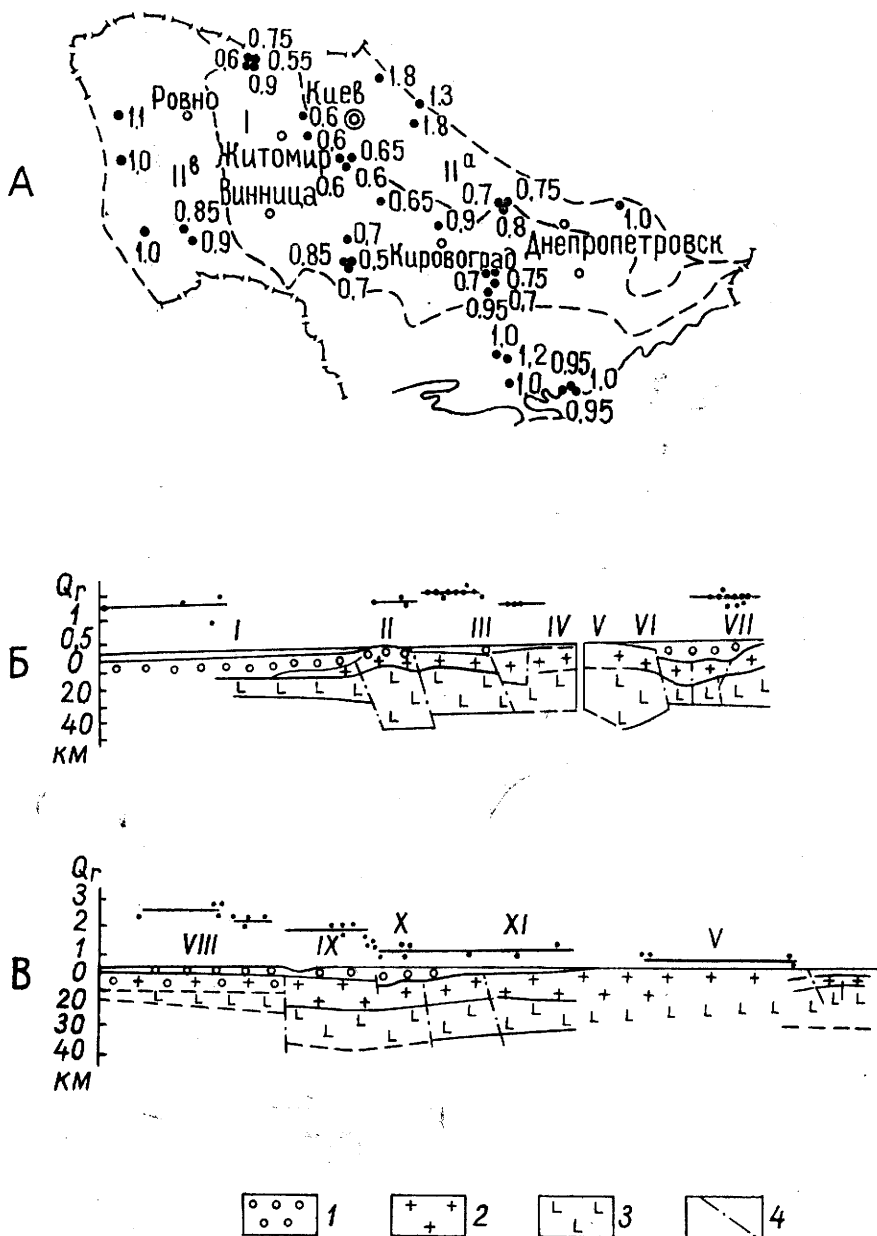 А
0.75
0.6 0.55
0.9
1.8
1.3
1.8
Ровно
Киев
1,1
I
0.6
0.6
1,0
Житомир
0.65
0.6
0.6
IIв
IIа
Винница
0.65
0.7
0.75
0.8
1.0
0.85
0.9
1.0
0.9
Днепропетровск
0.7
0.85
0,5
0.7
Кировоград
0.7
0.75
0.95
0.7
1.0
1,2
0.95
1.0
1.0
0.95
Б
Qг
1
0,5
0
20
40
КМ
I II III IV V VI VII
В
Qг
3
2
1
0
20
30
40
КМ
VIII IX X XI V
1 2 3 4